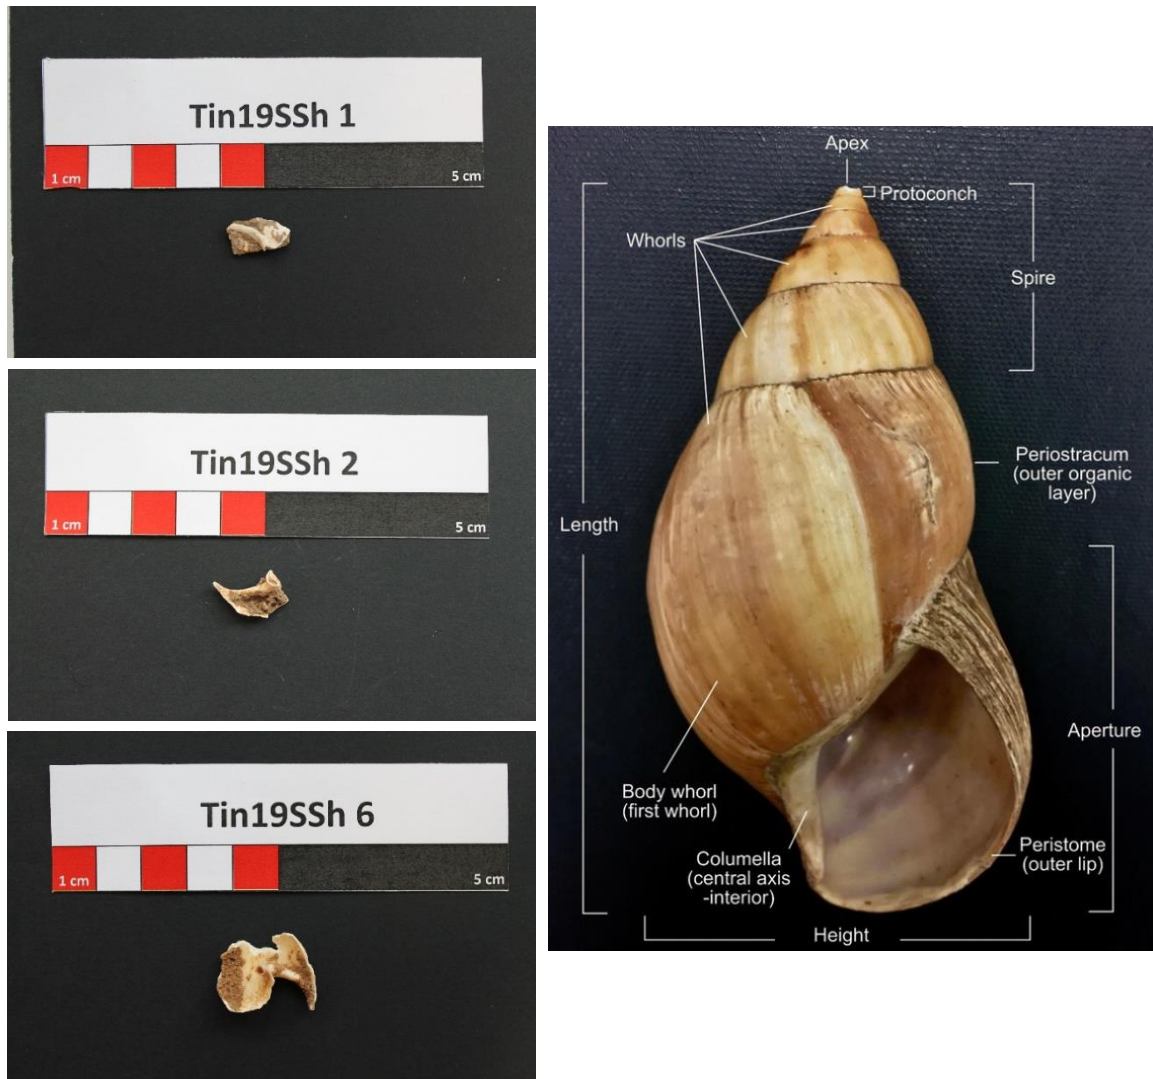 Tin19SSh 1
1 cm
5 cm
Tin19SSh 2
1 cm
5 cm
Tin19SSh 6
1 cm
5 cm
Apex
Protoconch
Whorls
Spire
Periostracum
(outer organic
layer)
Length
Aperture
Body whorl
(first whorl)
Columella
(central axis
-interior)
Peristome
(outer lip)
Height